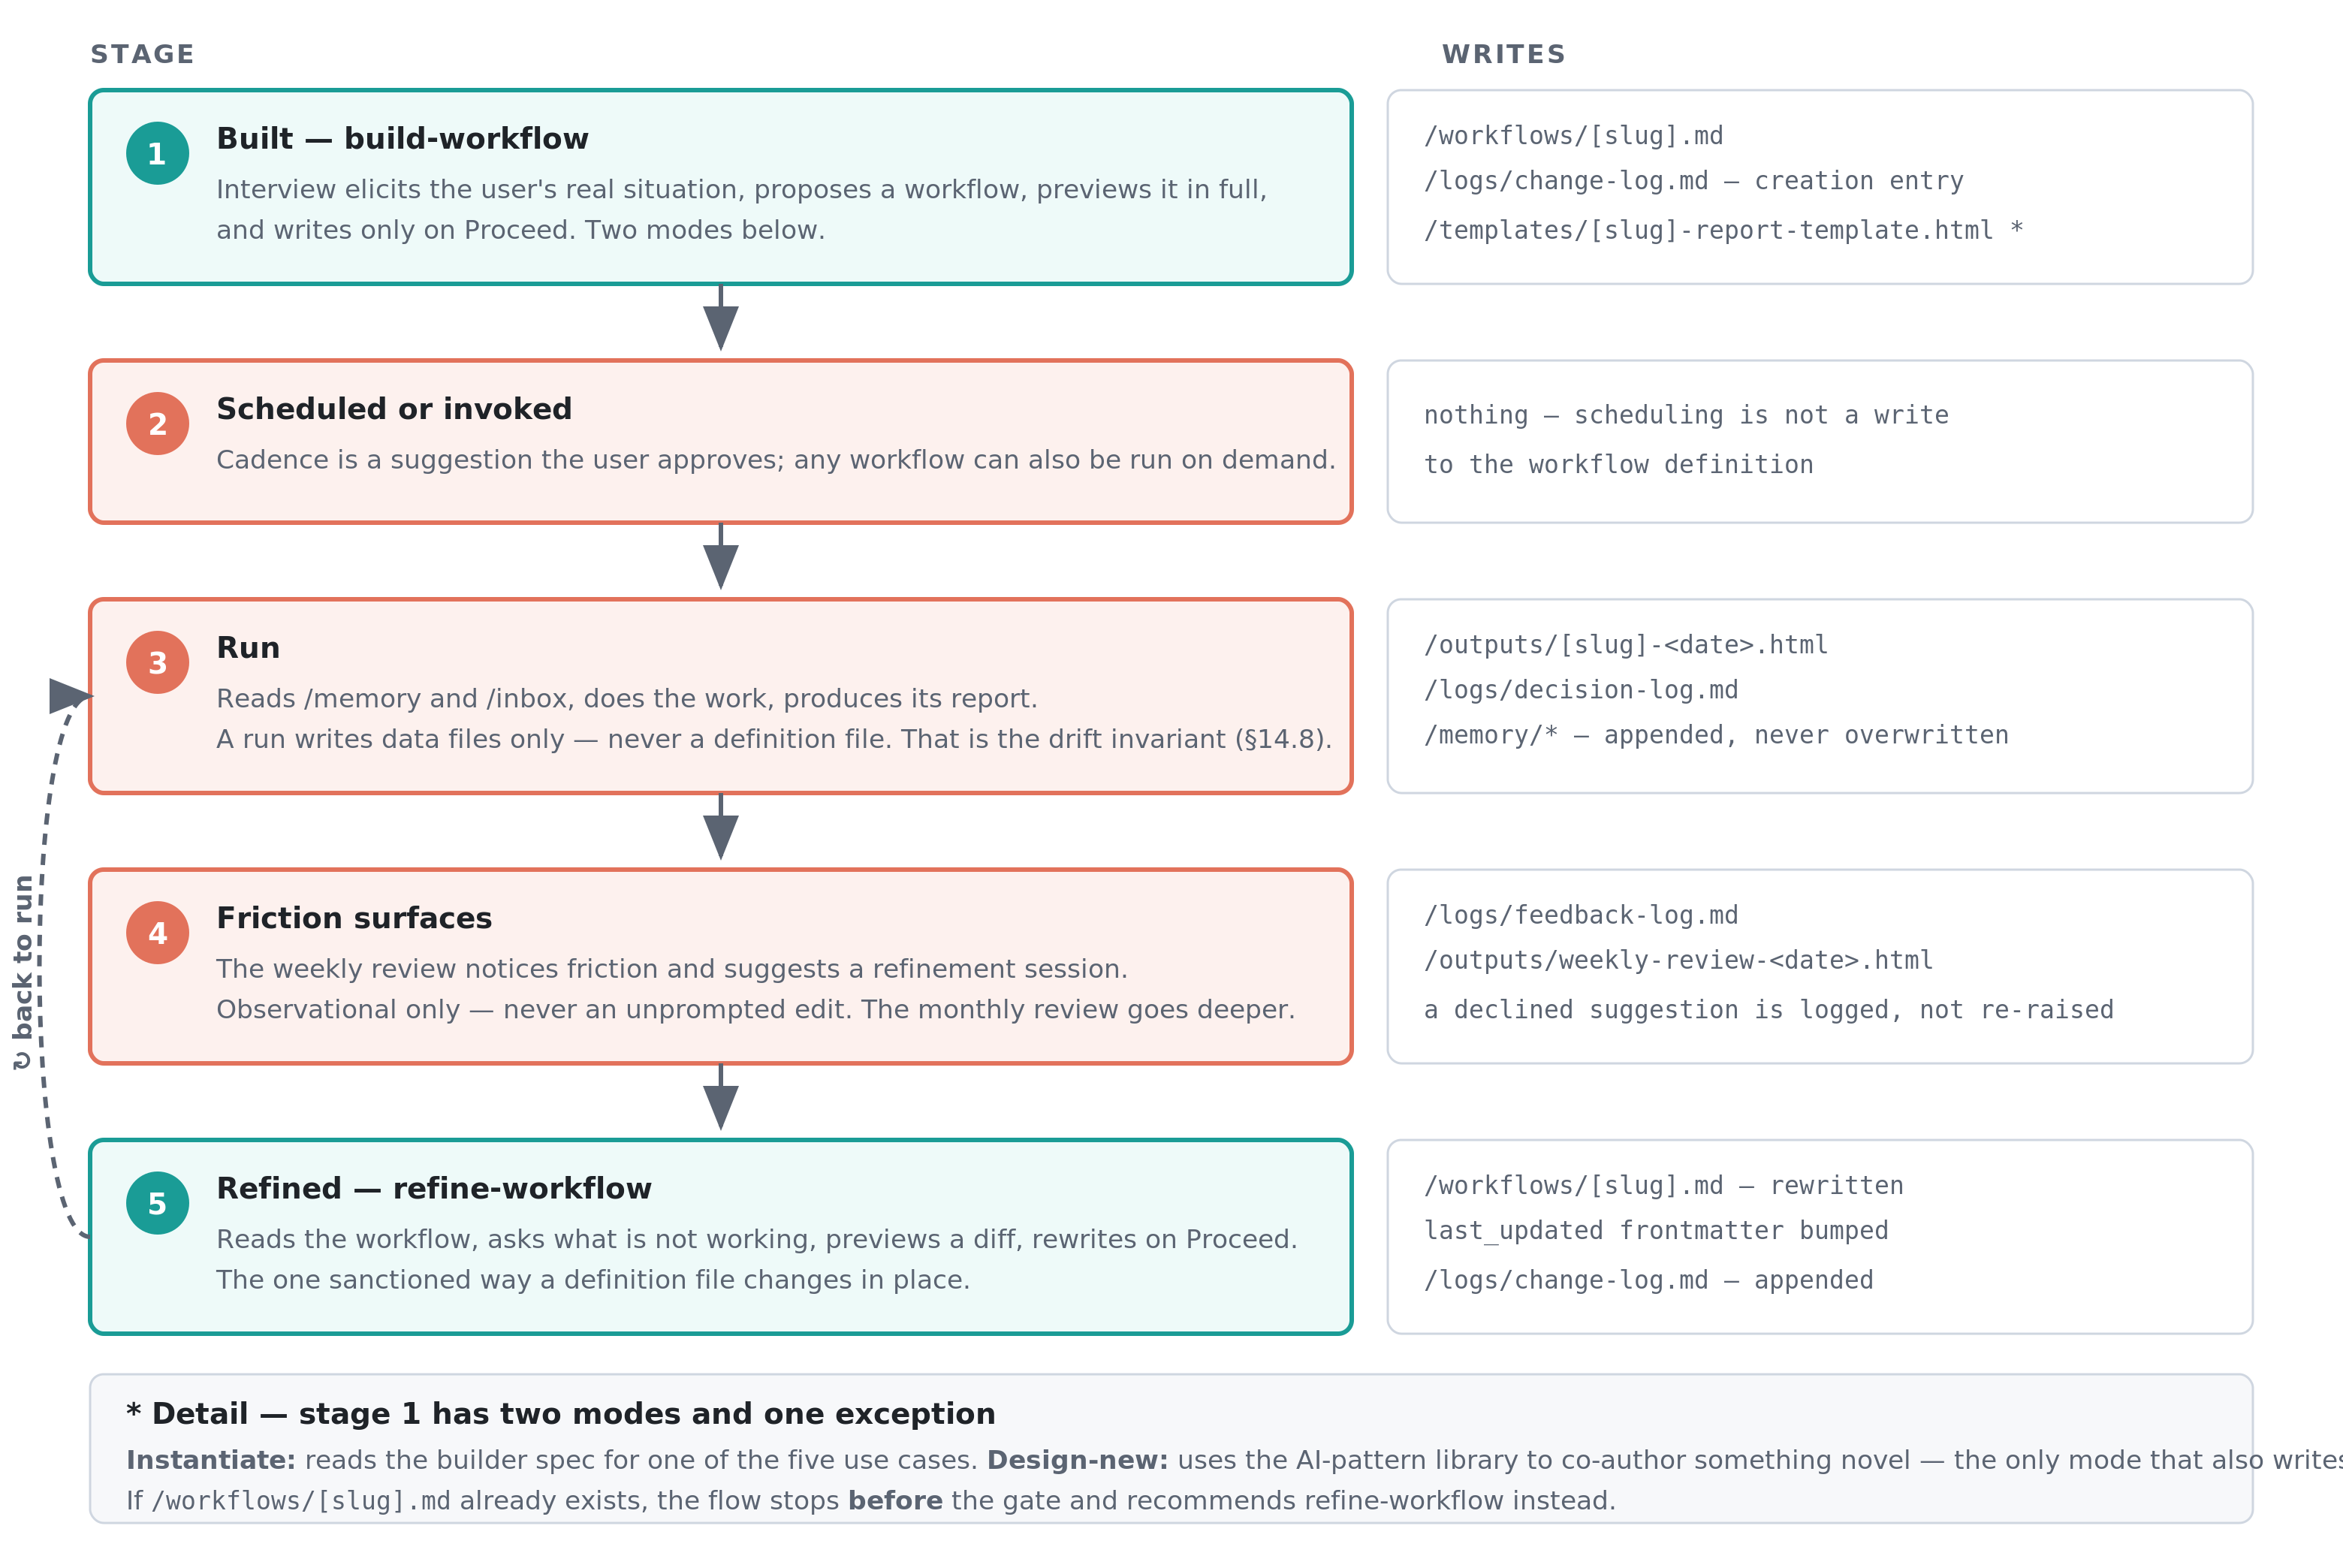 STAGE
WRITES
1
Built — build-workflow
Interview elicits the user's real situation, proposes a workflow, previews it in full,
and writes only on Proceed. Two modes below.
/workflows/[slug].md
/logs/change-log.md — creation entry
/templates/[slug]-report-template.html *
2
Scheduled or invoked
Cadence is a suggestion the user approves; any workflow can also be run on demand.
nothing — scheduling is not a write
to the workflow definition
3
Run
Reads /memory and /inbox, does the work, produces its report.
A run writes data files only — never a definition file. That is the drift invariant (§14.8).
/outputs/[slug]-<date>.html
/logs/decision-log.md
/memory/* — appended, never overwritten
↻ back to run
4
Friction surfaces
The weekly review notices friction and suggests a refinement session.
Observational only — never an unprompted edit. The monthly review goes deeper.
/logs/feedback-log.md
/outputs/weekly-review-<date>.html
a declined suggestion is logged, not re-raised
5
Refined — refine-workflow
Reads the workflow, asks what is not working, previews a diff, rewrites on Proceed.
The one sanctioned way a definition file changes in place.
/workflows/[slug].md — rewritten
last_updated frontmatter bumped
/logs/change-log.md — appended
* Detail — stage 1 has two modes and one exception
Instantiate: reads the builder spec for one of the five use cases. Design-new: uses the AI-pattern library to co-author something novel — the only mode that also writes
If /workflows/[slug].md already exists, the flow stops before the gate and recommends refine-workflow instead.